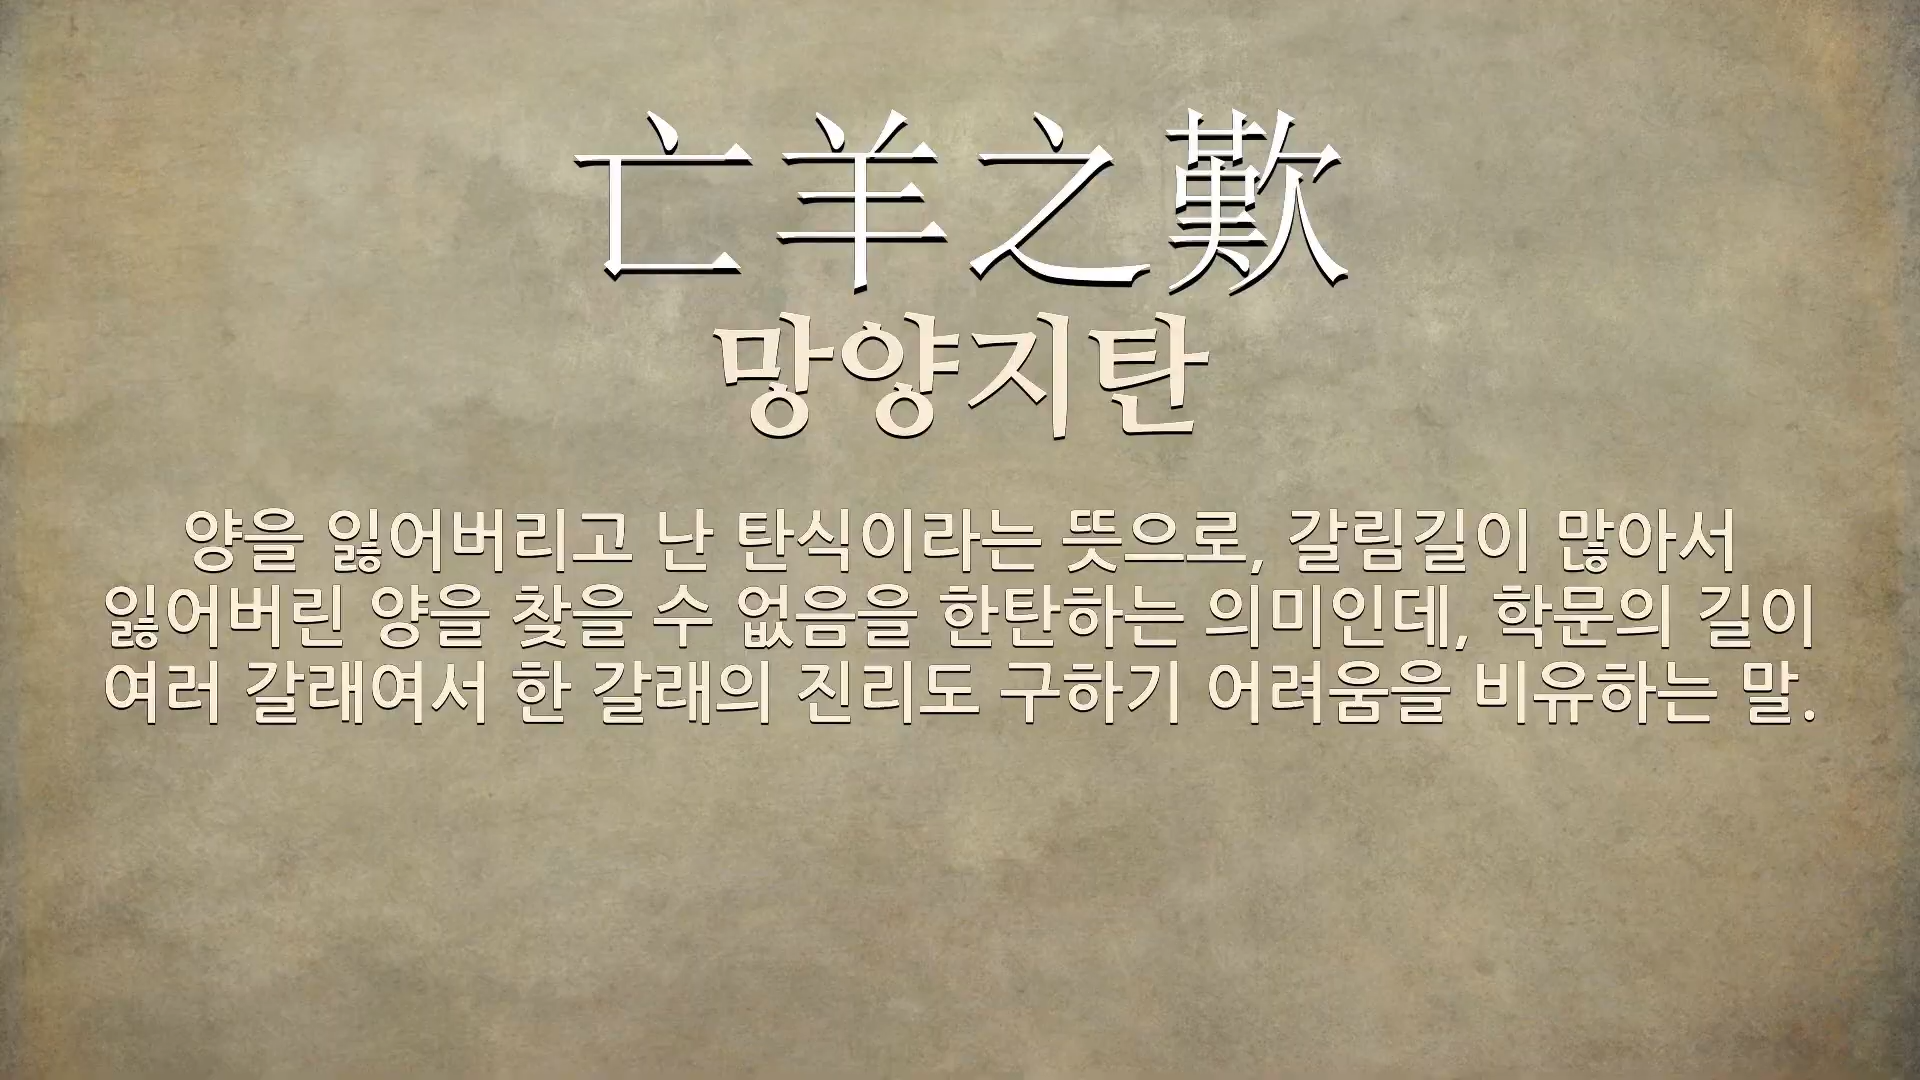 亡羊之歎
망양지탄
양을 잃어버리고 난 탄식이라는 뜻으로, 갈림길이 많아서
잃어버린 양을 찾을 수 없음을 한탄하는 의미인데, 학문의 길이
여러 갈래여서 한 갈래의 진리도 구하기 어려움을 비유하는 말.